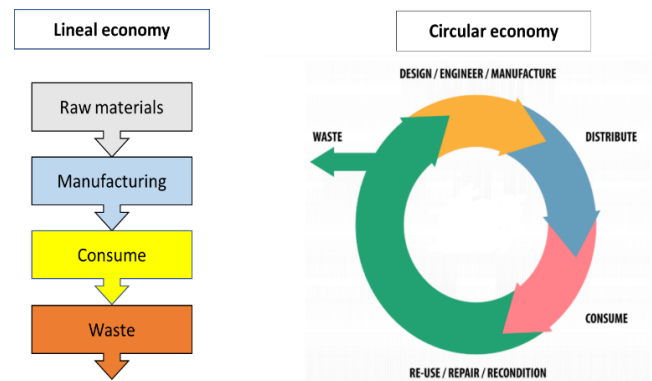 Lineal economy
Raw materials
Manufacturing
Consume
Waste
Circular economy
DESIGN / ENGINEER / MANUFACTURE
WASTE
DISTRIBUTE
CONSUME
RE-USE / REPAIR / RECONDITION